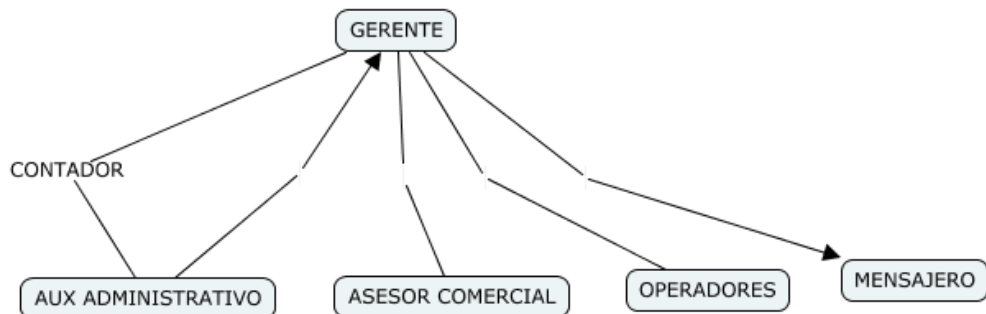 GERENTE
CONTADOR
AUX ADMINISTRATIVO
ASESOR COMERCIAL
OPERADORES
MENSAJERO